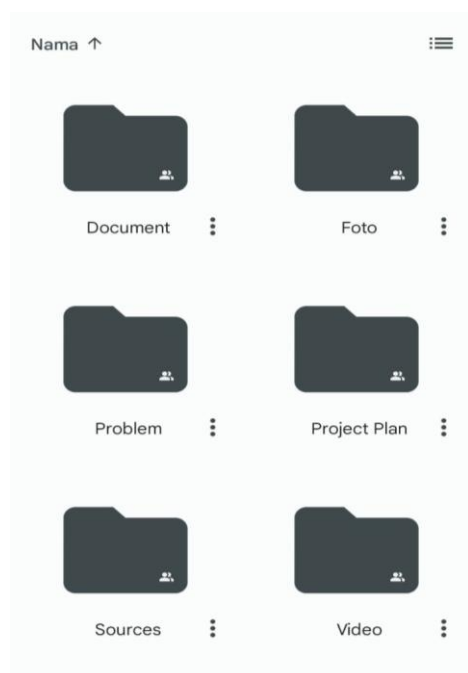 Nama ↑
Document Foto
Problem Project Plan
Sources Video